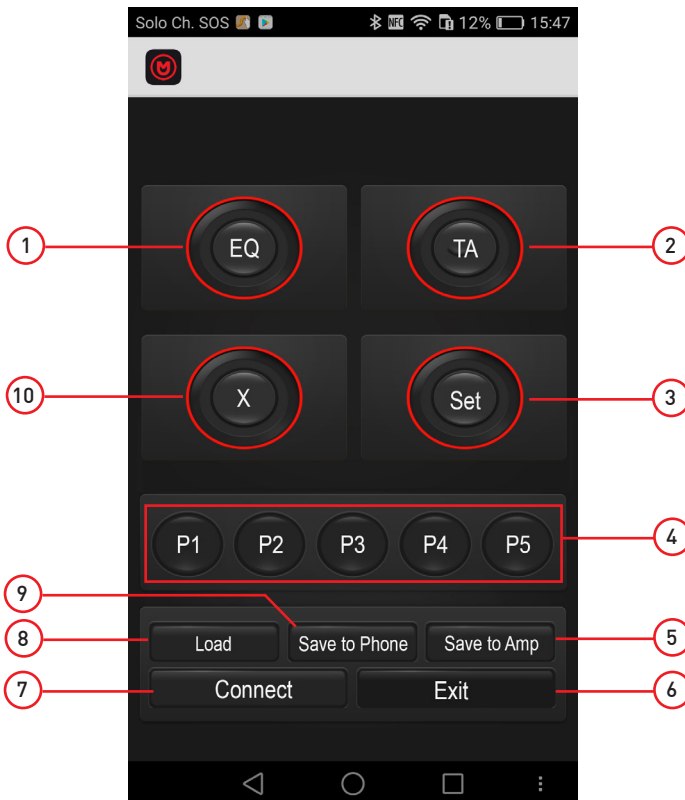 Solo Ch. SOS NFC 12% 15:47
1 EQ TA 2
10 X Set 3
P1 P2 P3 P4 P5 4
9
8 Load Save to Phone Save to Amp 5
7 Connect Exit 6